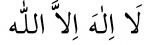 لَا اِلٰهَ اِلاَّ اللّٰه